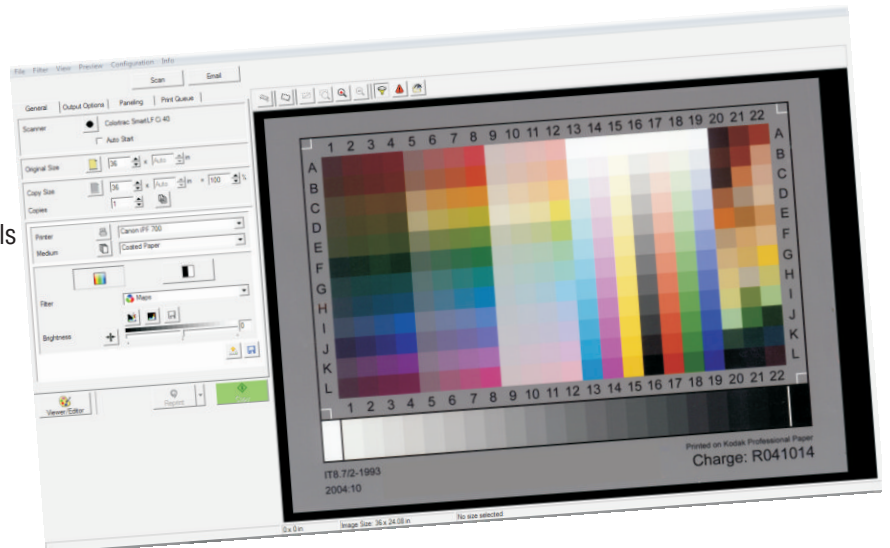 ls
File Filter View Preview Configuration Info
Scan Email
General Output Options Paneling Print Queue
Scanner Colortrac SmartLF Ci 40
Auto Start
Original Size 36 x Auto in
Copy Size 36 x Auto in = 100 %
Copies 1
Printer Canon iPF 700
Medium Coated Paper
Filter Maps
Brightness 0
Viewer/Editor Reprint
1 2 3 4 5 6 7 8 9 10 11 12 13 14 15 16 17 18 19 20 21 22
A A
B B
C C
D D
E E
F F
G G
H H
I I
J J
K K
L L
1 2 3 4 5 6 7 8 9 10 11 12 13 14 15 16 17 18 19 20 21 22
IT8.7/2-1993
2004:10
Printed on Kodak Professional Paper
Charge: R041014
0 x 0 in Image Size: 36 x 24.08 in No size selected